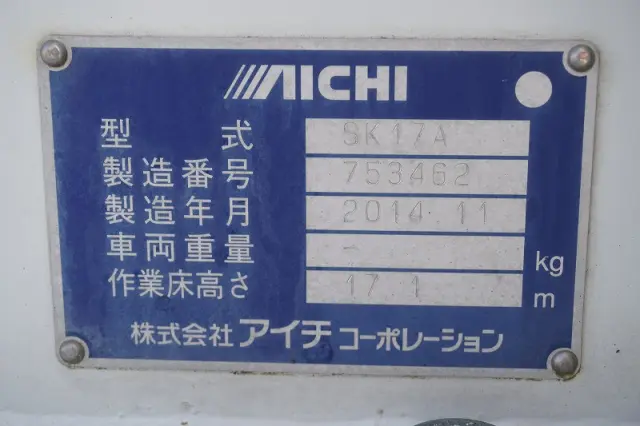 AICHI
型 式 SK17A
製造番号 753462
製造年月 2014.11
車両重量 - kg
作業床高さ 17.1 m
株式会社 アイチ コーポレーション